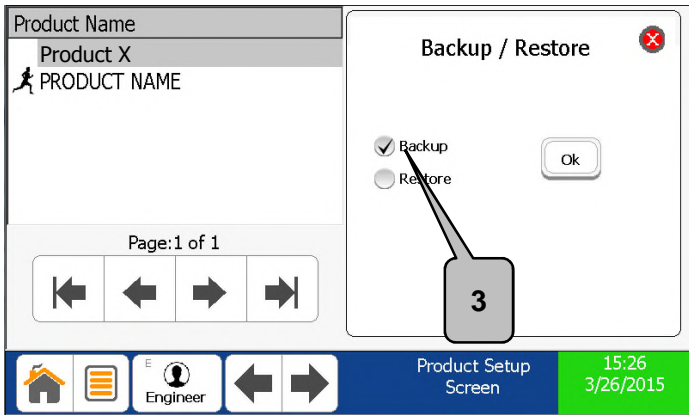 Product Name
Product X
PRODUCT NAME
Page:1 of 1
Backup / Restore
Backup
Restore
Ok
3
E
Engineer
Product Setup
Screen
15:26
3/26/2015